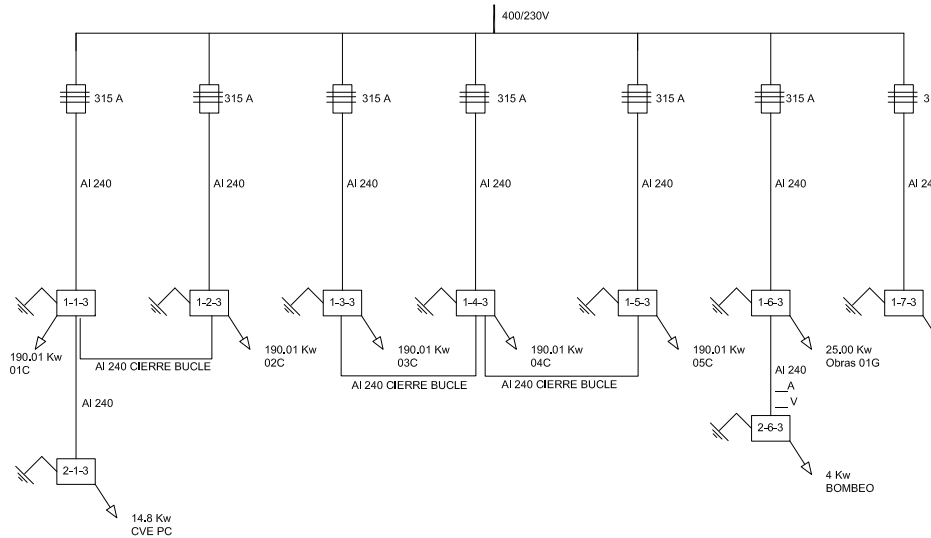 400/230V
315 A
315 A
315 A
315 A
315 A
315 A
3
Al 240
Al 240
Al 240
Al 240
Al 240
Al 240
Al 24
1-1-3
1-2-3
1-3-3
1-4-3
1-5-3
1-6-3
1-7-3
190.01 Kw
01C
190.01 Kw
02C
190.01 Kw
03C
190.01 Kw
04C
190.01 Kw
05C
25.00 Kw
Obras 01G
Al 240 CIERRE BUCLE
Al 240 CIERRE BUCLE
Al 240 CIERRE BUCLE
Al 240
Al 240
A
V
2-1-3
2-6-3
14.8 Kw
CVE PC
4 Kw
BOMBEO